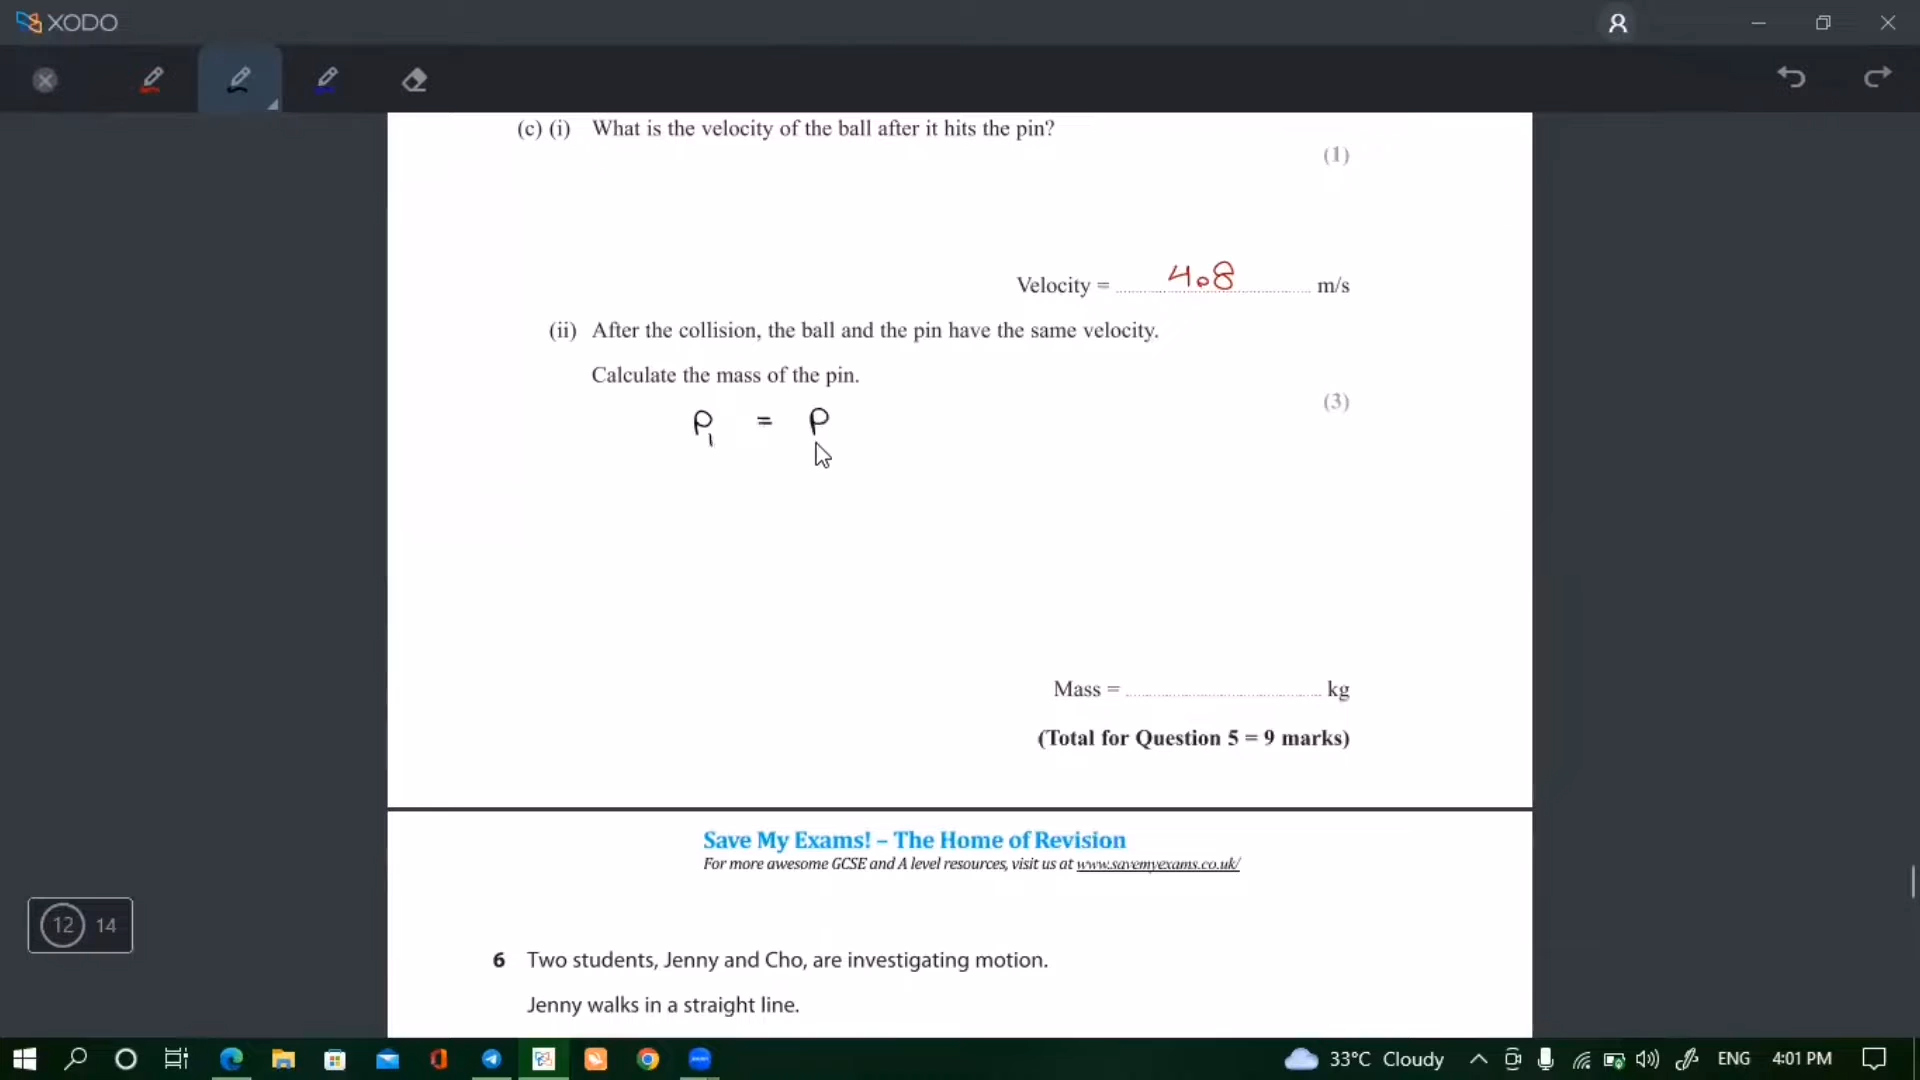 XODO
(c) (i) What is the velocity of the ball after it hits the pin?
(1)
Velocity = 4.8 m/s
(ii) After the collision, the ball and the pin have the same velocity.
Calculate the mass of the pin.
(3)
P₁ = P
Mass = kg
(Total for Question 5 = 9 marks)
Save My Exams! – The Home of Revision
For more awesome GCSE and A level resources, visit us at www.savemyexams.co.uk/
12 14
6 Two students, Jenny and Cho, are investigating motion.
Jenny walks in a straight line.
33°C Cloudy ENG 4:01 PM